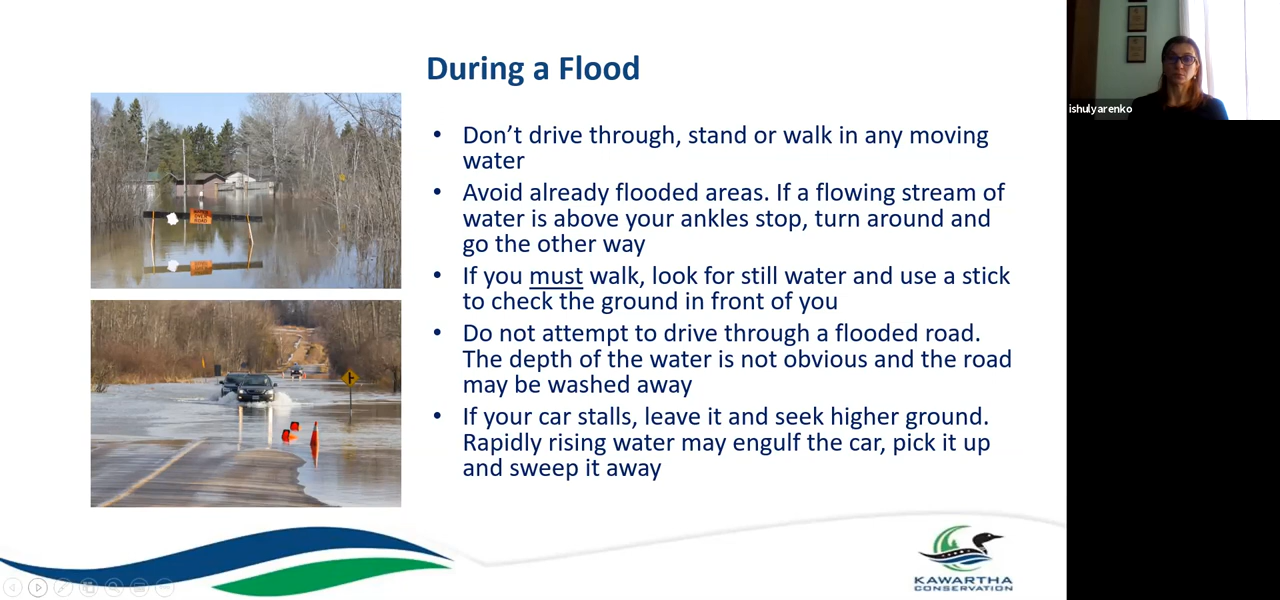 During a Flood
• Don’t drive through, stand or walk in any moving
water
• Avoid already flooded areas. If a flowing stream of
water is above your ankles stop, turn around and
go the other way
• If you must walk, look for still water and use a stick
to check the ground in front of you
• Do not attempt to drive through a flooded road.
The depth of the water is not obvious and the road
may be washed away
• If your car stalls, leave it and seek higher ground.
Rapidly rising water may engulf the car, pick it up
and sweep it away
KAWARTHA
CONSERVATION
ishulyarenko